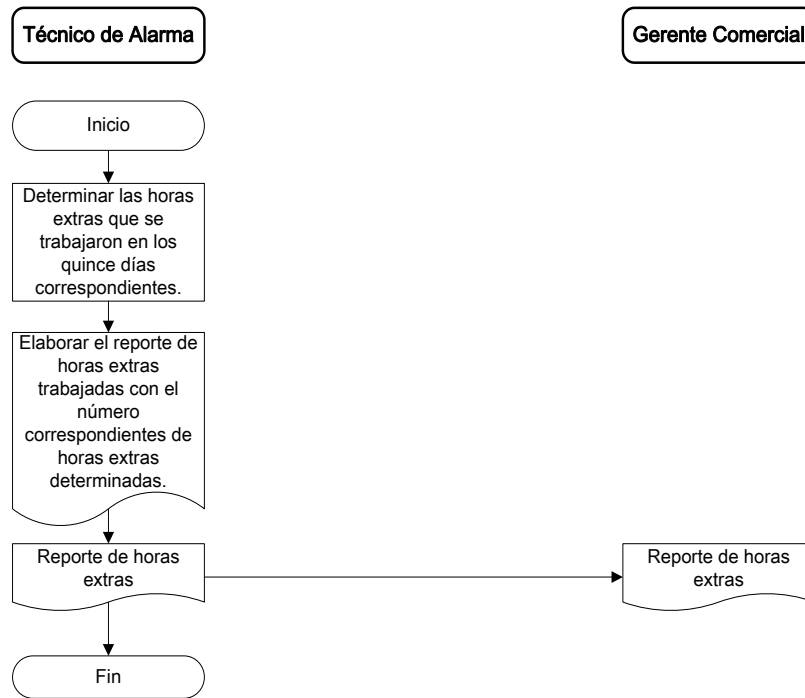 Técnico de Alarma
Gerente Comercial
Inicio
Determinar las horas
extras que se
trabajaron en los
quince días
correspondientes.
Elaborar el reporte de
horas extras
trabajadas con el
número
correspondientes de
horas extras
determinadas.
Reporte de horas
extras
Reporte de horas
extras
Fin